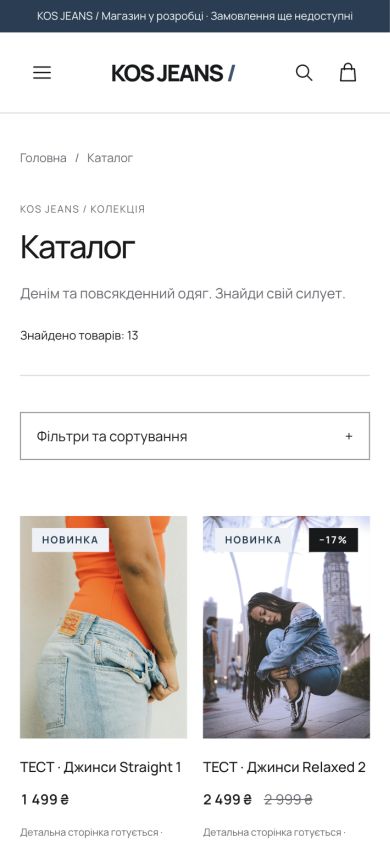 KOS JEANS / Магазин у розробці · Замовлення ще недоступні
KOS JEANS /
Головна / Каталог
KOS JEANS / КОЛЕКЦІЯ
Каталог
Денім та повсякденний одяг. Знайди свій силует.
Знайдено товарів: 13
Фільтри та сортування +
НОВИНКА НОВИНКА −17%
ТЕСТ · Джинси Straight 1 ТЕСТ · Джинси Relaxed 2
1 499 ₴ 2 499 ₴ 2 999 ₴
Детальна сторінка готується · Детальна сторінка готується ·